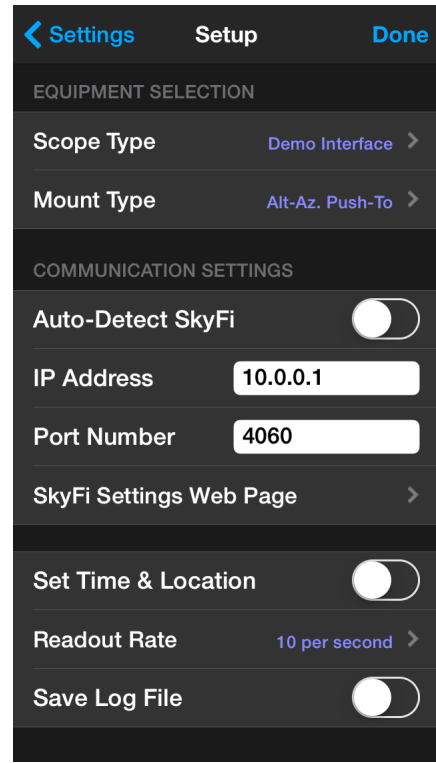 Settings Setup Done
EQUIPMENT SELECTION
Scope Type Demo Interface
Mount Type Alt-Az. Push-To
COMMUNICATION SETTINGS
Auto-Detect SkyFi
IP Address 10.0.0.1
Port Number 4060
SkyFi Settings Web Page
Set Time & Location
Readout Rate 10 per second
Save Log File